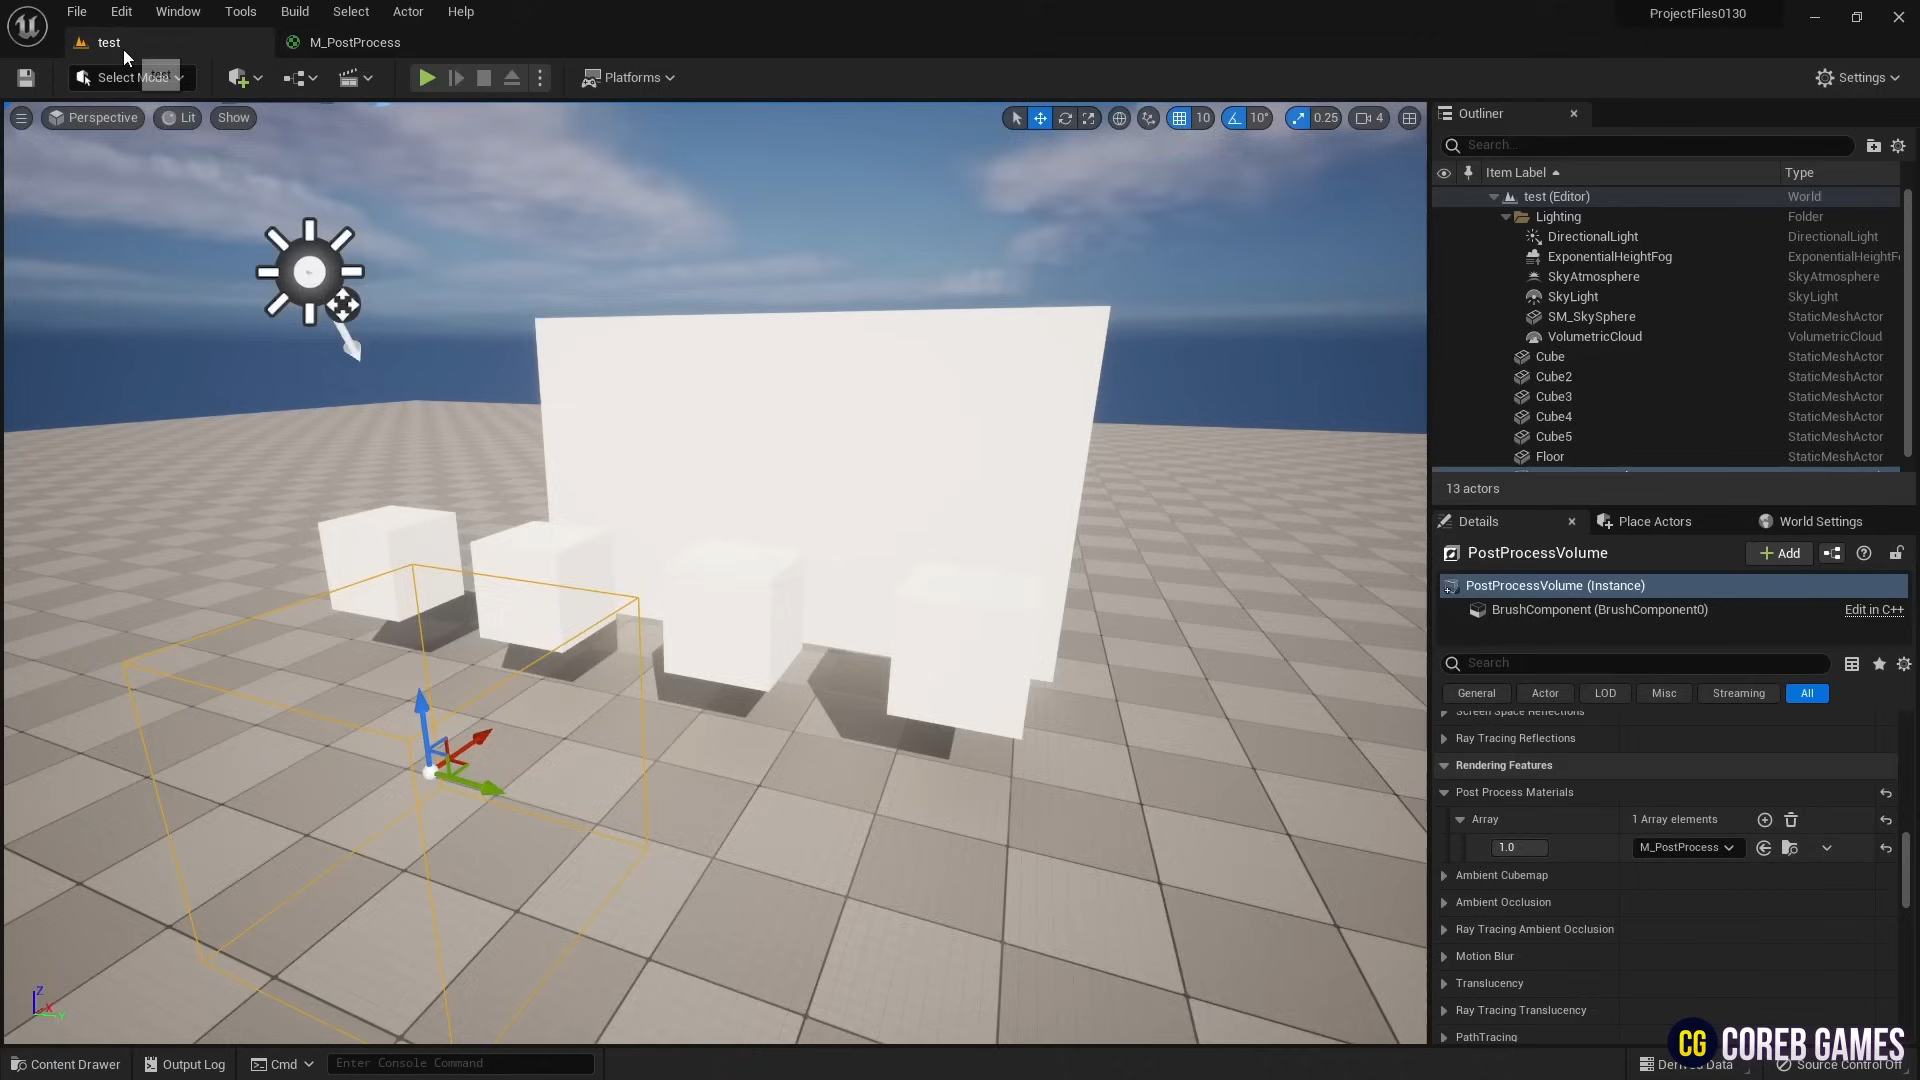 File Edit Window Tools Build Select Actor Help
ProjectFiles0130
test
M_PostProcess
Select Mode
Platforms
Settings
Perspective
Lit
Show
10
10°
0.25
4
Outliner
Search...
Item Label
Type
test (Editor) World
Lighting Folder
DirectionalLight DirectionalLight
ExponentialHeightFog ExponentialHeightF
SkyAtmosphere SkyAtmosphere
SkyLight SkyLight
SM_SkySphere StaticMeshActor
VolumetricCloud VolumetricCloud
Cube StaticMeshActor
Cube2 StaticMeshActor
Cube3 StaticMeshActor
Cube4 StaticMeshActor
Cube5 StaticMeshActor
Floor StaticMeshActor
13 actors
Details
Place Actors
World Settings
PostProcessVolume
Add
PostProcessVolume (Instance)
BrushComponent (BrushComponent0) Edit in C++
Search
General Actor LOD Misc Streaming All
Screen Space Reflections
Ray Tracing Reflections
Rendering Features
Post Process Materials
Array 1 Array elements
1.0 M_PostProcess
Ambient Cubemap
Ambient Occlusion
Ray Tracing Ambient Occlusion
Motion Blur
Translucency
Ray Tracing Translucency
PathTracing
Z
X
Y
CG COREB GAMES
Content Drawer
Output Log
Cmd
Enter Console Command
Derived Data
Source Control Off